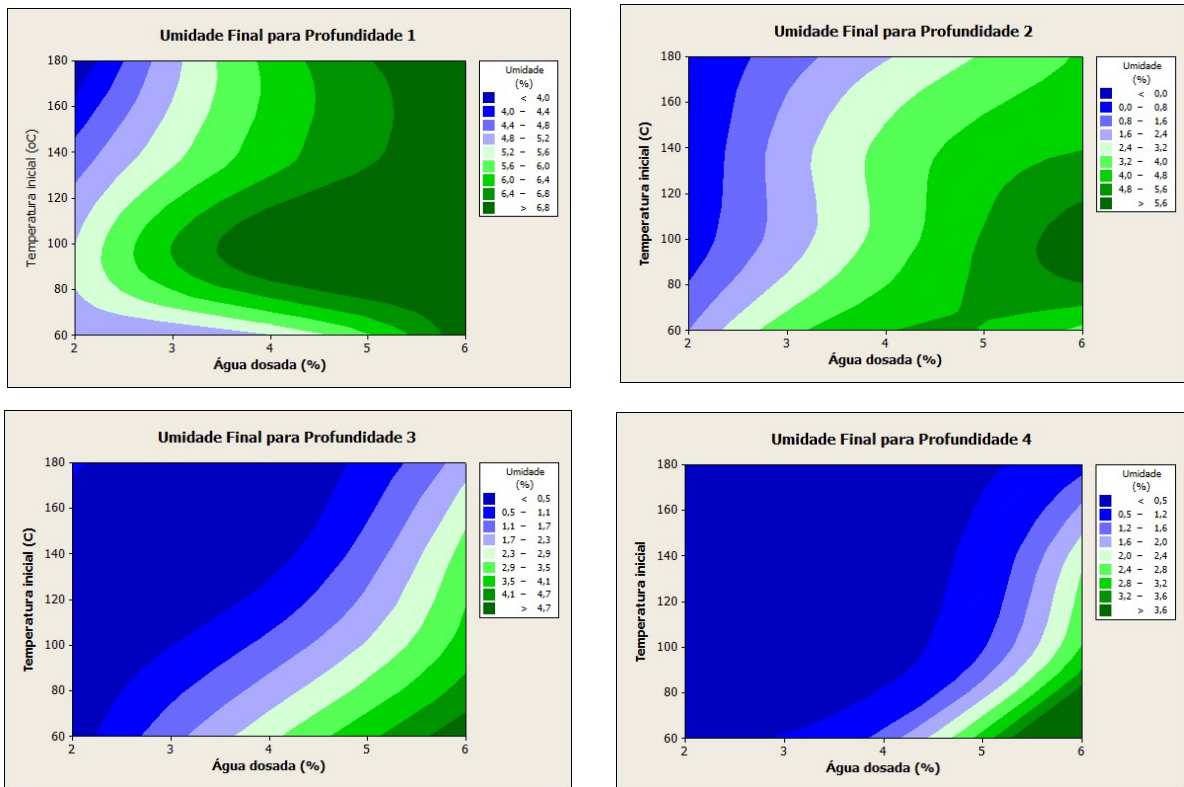 Umidade Final para Profundidade 1
180
160
140
120
100
80
60
Temperatura inicial (oC)
2 3 4 5 6
Água dosada (%)
Umidade
(%)
< 4,0
4,0 – 4,4
4,4 – 4,8
4,8 – 5,2
5,2 – 5,6
5,6 – 6,0
6,0 – 6,4
6,4 – 6,8
> 6,8
Umidade Final para Profundidade 2
180
160
140
120
100
80
60
Temperatura inicial (C)
2 3 4 5 6
Água dosada (%)
Umidade
(%)
< 0,0
0,0 – 0,8
0,8 – 1,6
1,6 – 2,4
2,4 – 3,2
3,2 – 4,0
4,0 – 4,8
4,8 – 5,6
> 5,6
Umidade Final para Profundidade 3
180
160
140
120
100
80
60
Temperatura inicial (C)
2 3 4 5 6
Água dosada (%)
Umidade
(%)
< 0,5
0,5 – 1,1
1,1 – 1,7
1,7 – 2,3
2,3 – 2,9
2,9 – 3,5
3,5 – 4,1
4,1 – 4,7
> 4,7
Umidade Final para Profundidade 4
180
160
140
120
100
80
60
Temperatura inicial
2 3 4 5 6
Água dosada (%)
Umidade
(%)
< 0,5
0,5 – 1,2
1,2 – 1,6
1,6 – 2,0
2,0 – 2,4
2,4 – 2,8
2,8 – 3,2
3,2 – 3,6
> 3,6